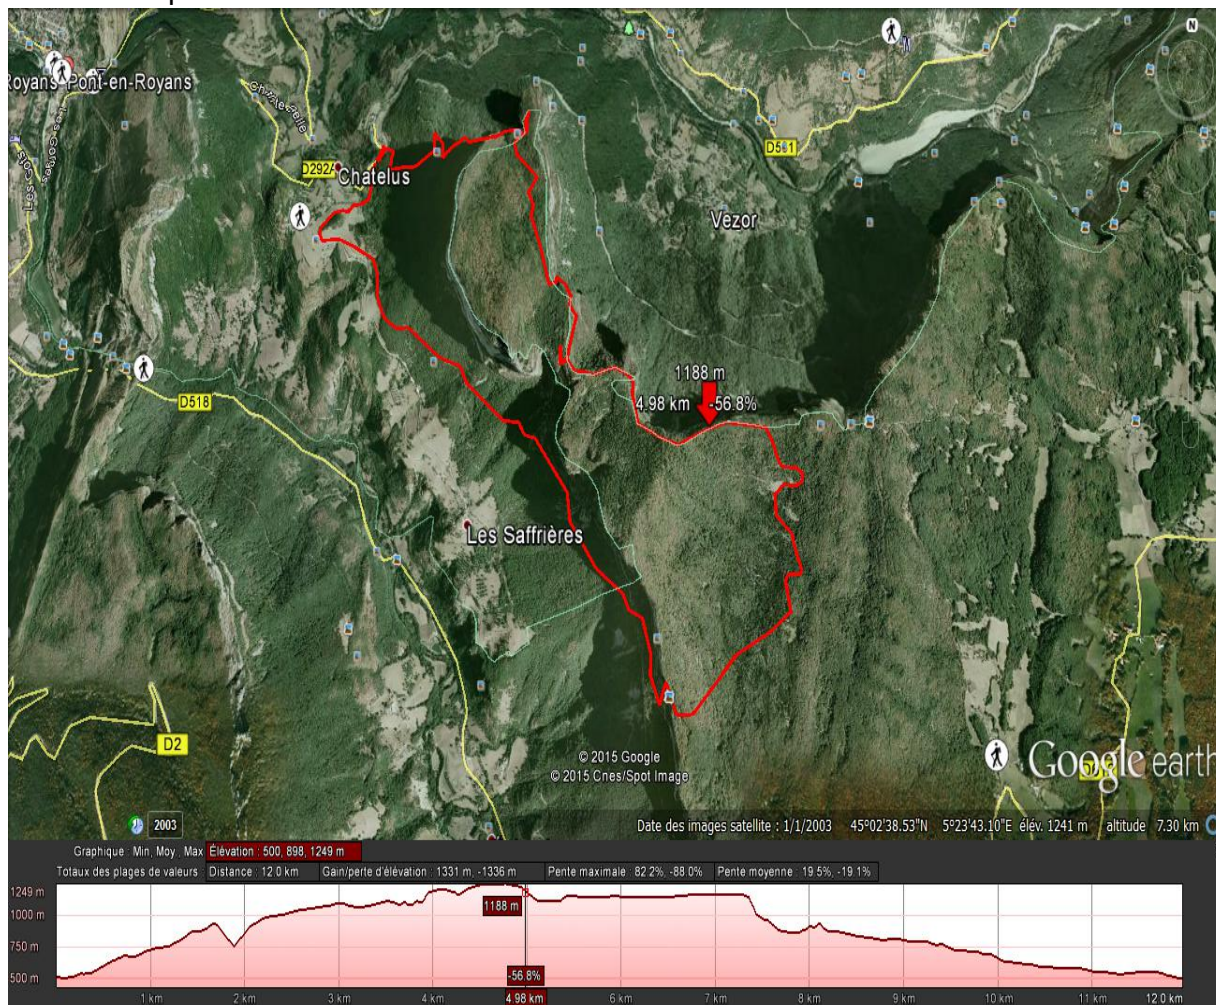 Royans Pont-en-Royans
D531
D292A
Chatelus
Vezor
1188 m
4.98 km -56.8%
D518
Les Saffrières
D2
N
© 2015 Google
© 2015 Cnes/Spot Image
Google earth
2003
Date des images satellite : 1/1/2003 45°02'38.53"N 5°23'43.10"E élév. 1241 m altitude 7.30 km
Graphique : Min, Moy, Max Élévation : 500, 898, 1249 m
Totaux des plages de valeurs Distance : 12.0 km Gain/perte d'élévation : 1331 m, -1336 m Pente maximale : 82.2%, -88.0% Pente moyenne : 19.5%, -19.1%
1249 m
1188 m
1000 m
750 m
500 m
-56.8%
1 km 2 km 3 km 4 km 4.98 km 6 km 7 km 8 km 9 km 10 km 11 km 12.0 km